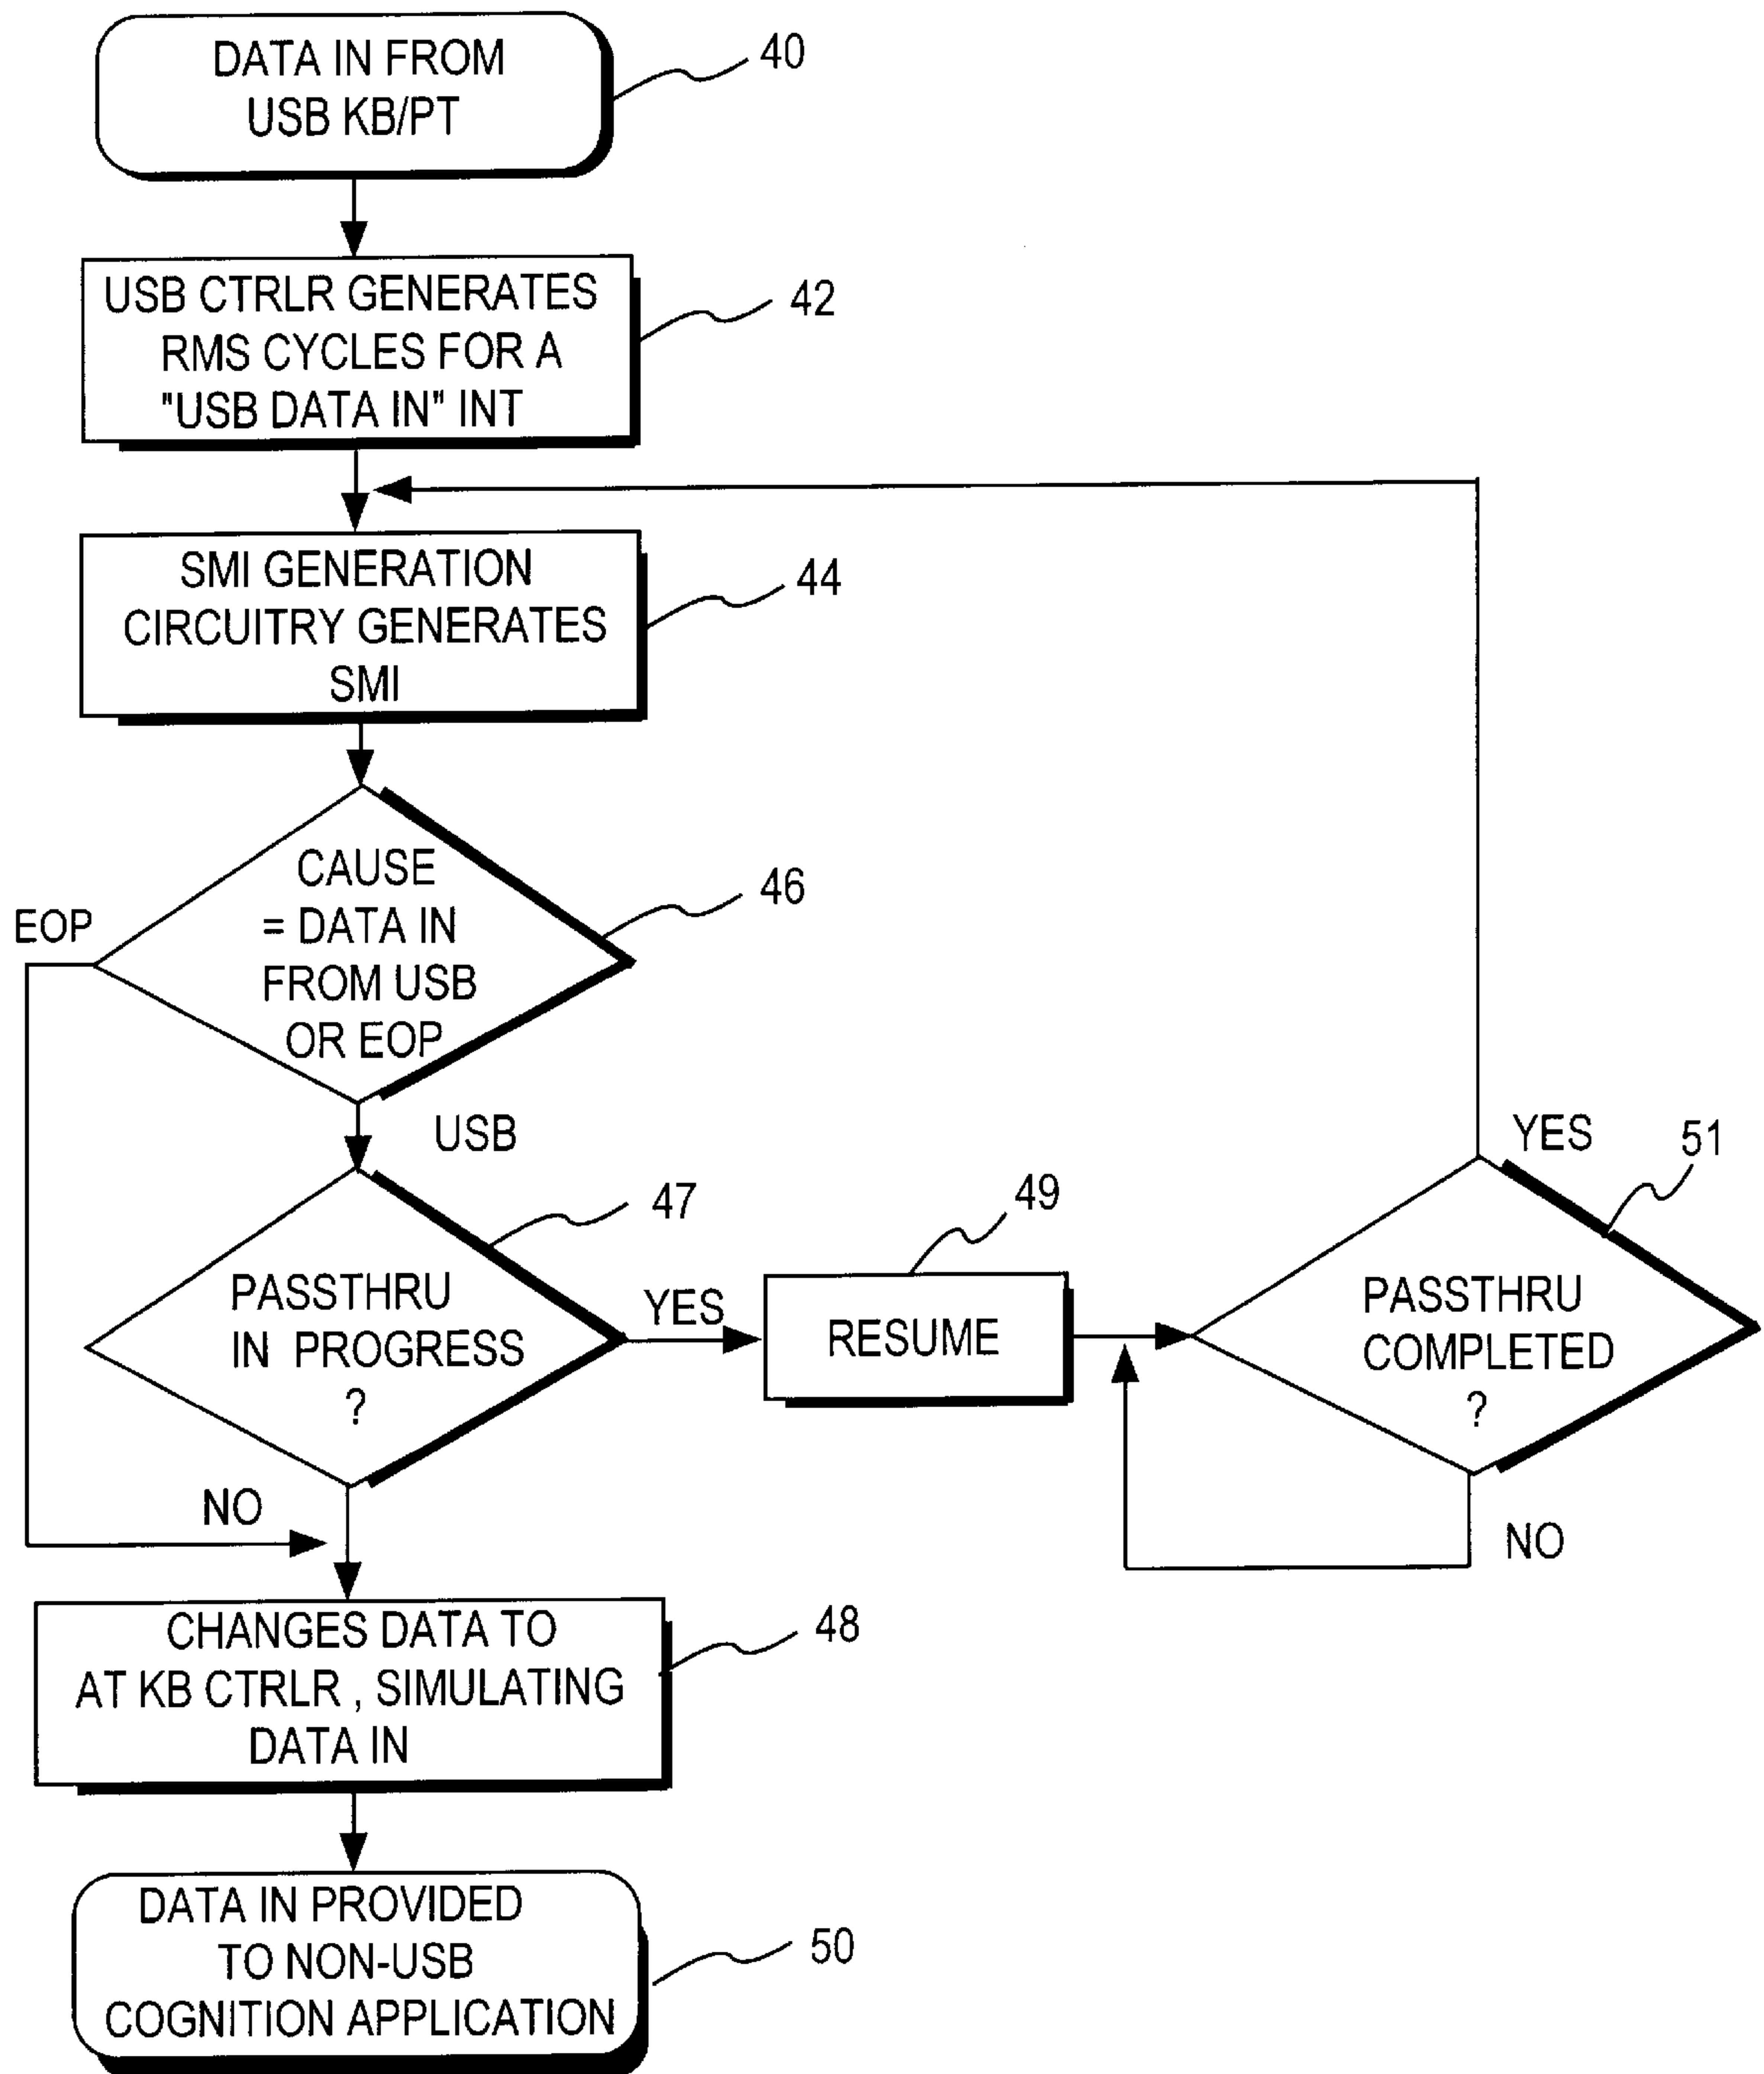 DATA IN FROM
USB KB/PT
40
USB CTRLR GENERATES
RMS CYCLES FOR A
"USB DATA IN" INT
42
SMI GENERATION
CIRCUITRY GENERATES
SMI
44
CAUSE
= DATA IN
FROM USB
OR EOP
46
EOP
USB
PASSTHRU
IN PROGRESS
?
47
YES
NO
RESUME
49
PASSTHRU
COMPLETED
?
51
YES
NO
CHANGES DATA TO
AT KB CTRLR , SIMULATING
DATA IN
48
DATA IN PROVIDED
TO NON-USB
COGNITION APPLICATION
50